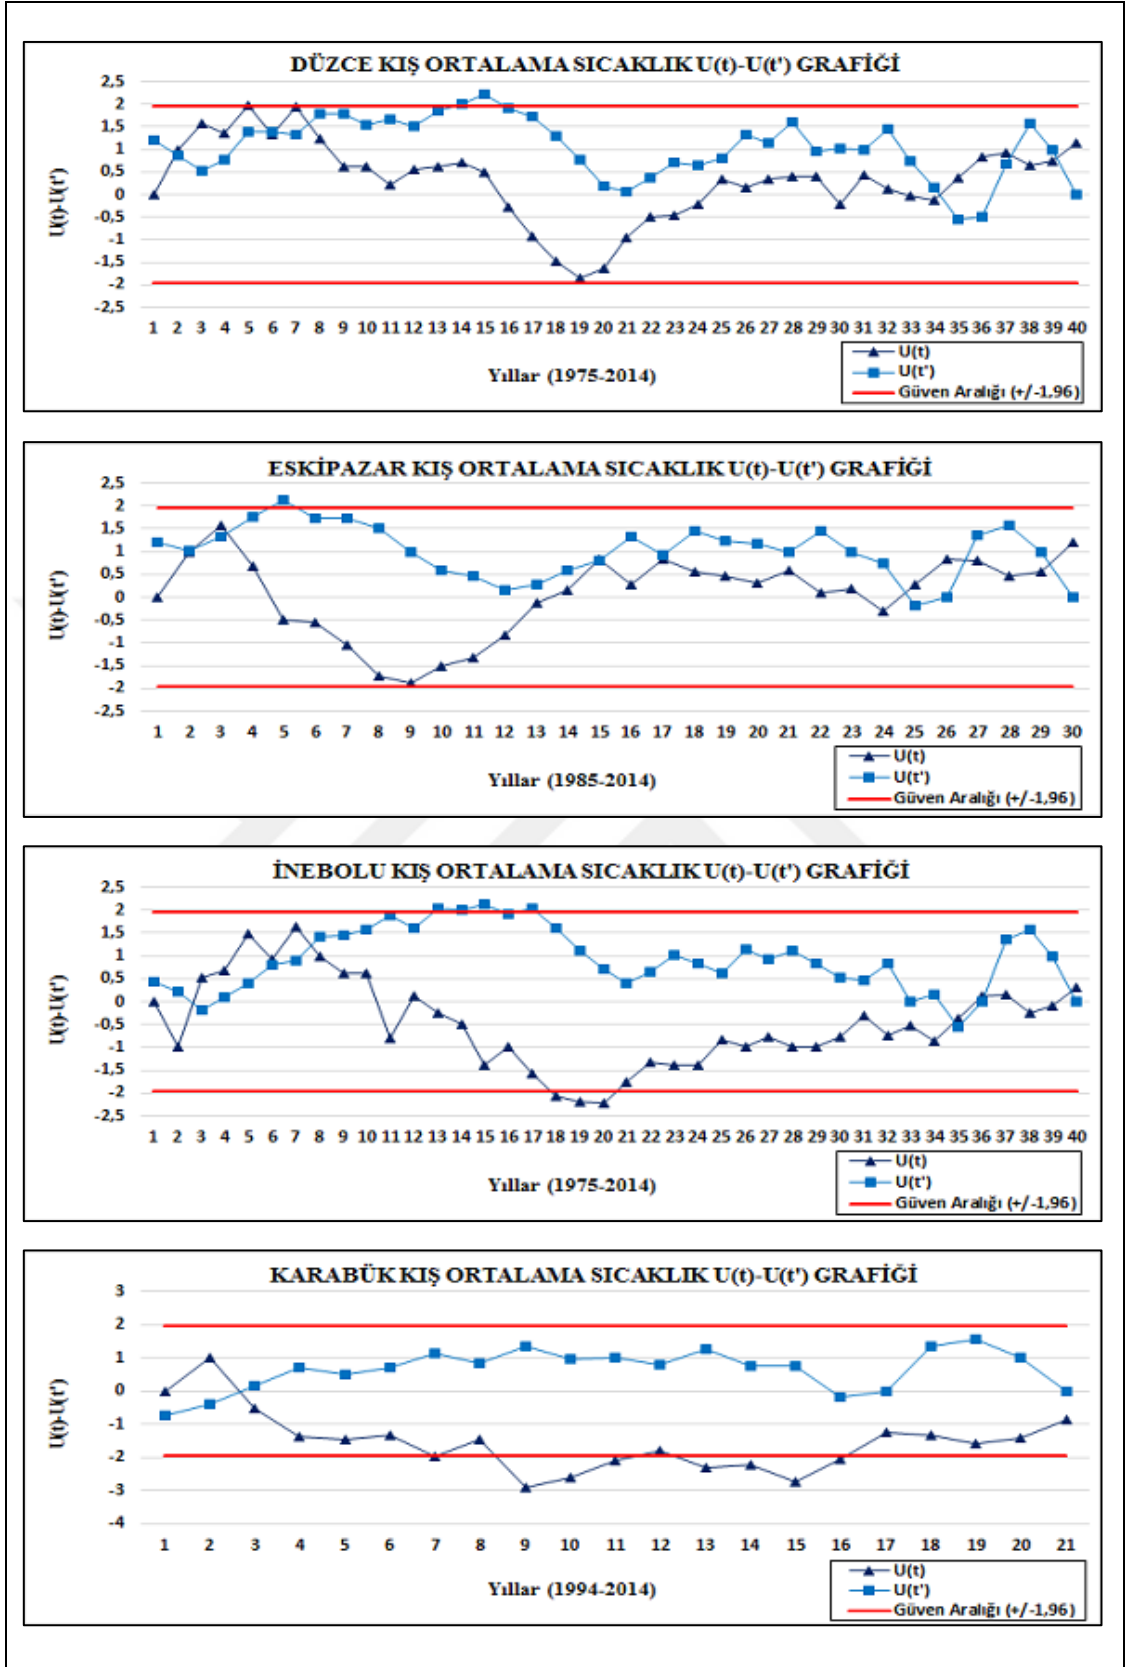 DÜZCE KIŞ ORTALAMA SICAKLIK U(t)-U(t') GRAFİĞİ
2,5
2
1,5
1
0,5
0
-0,5
-1
-1,5
-2
-2,5
U(t)-U(t')
1 2 3 4 5 6 7 8 9 10 11 12 13 14 15 16 17 18 19 20 21 22 23 24 25 26 27 28 29 30 31 32 33 34 35 36 37 38 39 40
Yıllar (1975-2014)
U(t)
U(t')
Güven Aralığı (+/-1,96)
ESKİPAZAR KIŞ ORTALAMA SICAKLIK U(t)-U(t') GRAFİĞİ
2,5
2
1,5
1
0,5
0
-0,5
-1
-1,5
-2
-2,5
U(t)-U(t')
1 2 3 4 5 6 7 8 9 10 11 12 13 14 15 16 17 18 19 20 21 22 23 24 25 26 27 28 29 30
Yıllar (1985-2014)
U(t)
U(t')
Güven Aralığı (+/-1,96)
İNEBOLU KIŞ ORTALAMA SICAKLIK U(t)-U(t') GRAFİĞİ
2,5
2
1,5
1
0,5
0
-0,5
-1
-1,5
-2
-2,5
U(t)-U(t')
1 2 3 4 5 6 7 8 9 10 11 12 13 14 15 16 17 18 19 20 21 22 23 24 25 26 27 28 29 30 31 32 33 34 35 36 37 38 39 40
Yıllar (1975-2014)
U(t)
U(t')
Güven Aralığı (+/-1,96)
KARABÜK KIŞ ORTALAMA SICAKLIK U(t)-U(t') GRAFİĞİ
3
2
1
0
-1
-2
-3
-4
U(t)-U(t')
1 2 3 4 5 6 7 8 9 10 11 12 13 14 15 16 17 18 19 20 21
Yıllar (1994-2014)
U(t)
U(t')
Güven Aralığı (+/-1,96)